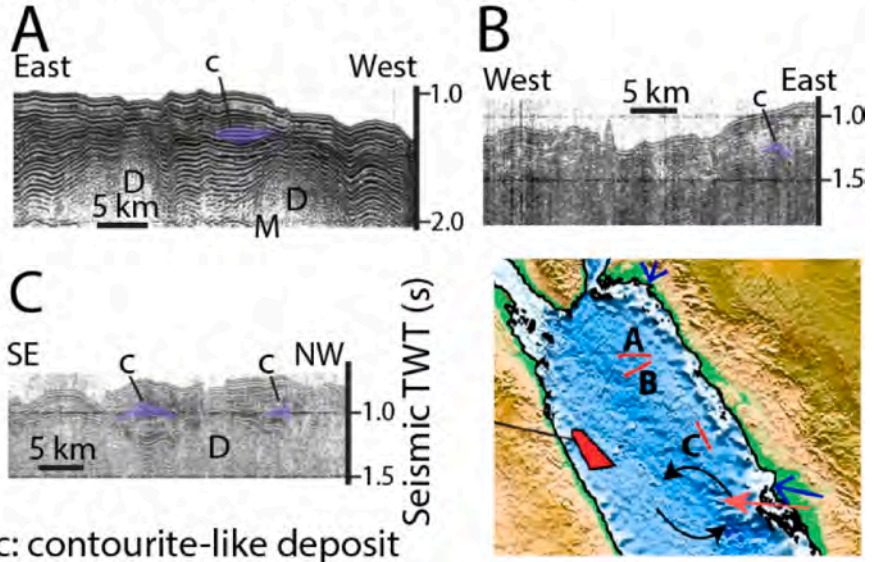 A
East
c
West
1.0
D
D
5 km
M
2.0
B
West
East
5 km
c
1.0
1.5
C
SE
c
c
NW
1.0
D
5 km
1.5
Seismic TWT (s)
A
B
C
c: contourite-like deposit